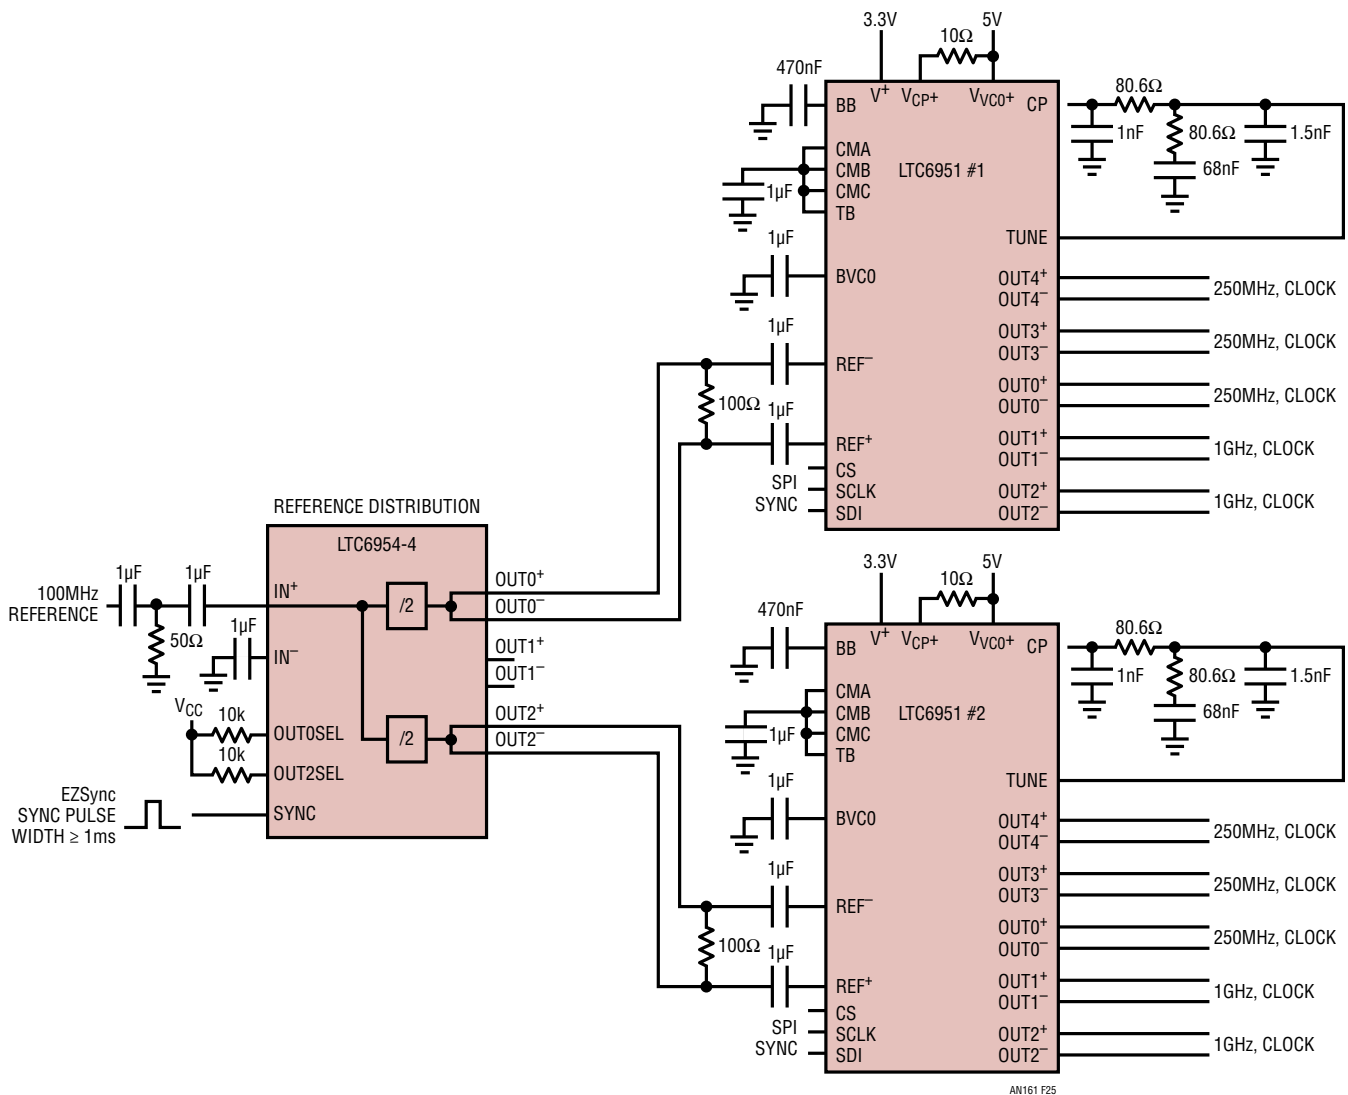 3.3V
5V
10Ω
470nF
BB
V+
VCP+
VVC0+
CP
80.6Ω
1nF
80.6Ω
1.5nF
68nF
CMA
CMB
CMC
TB
1µF
LTC6951 #1
TUNE
1µF
BVC0
OUT4+
OUT4–
250MHz, CLOCK
OUT3+
OUT3–
250MHz, CLOCK
1µF
REF–
100Ω
1µF
REF+
OUT0+
OUT0–
250MHz, CLOCK
OUT1+
OUT1–
1GHz, CLOCK
CS
SPI
SCLK
SYNC
SDI
OUT2+
OUT2–
1GHz, CLOCK
REFERENCE DISTRIBUTION
LTC6954-4
100MHz
REFERENCE
1µF
1µF
50Ω
1µF
IN+
IN–
/2
OUT0+
OUT0–
OUT1+
OUT1–
VCC
10k
OUT0SEL
10k
OUT2SEL
/2
OUT2+
OUT2–
EZSync
SYNC PULSE
WIDTH ≥ 1ms
SYNC
3.3V
5V
10Ω
470nF
BB
V+
VCP+
VVC0+
CP
80.6Ω
1nF
80.6Ω
1.5nF
68nF
CMA
CMB
CMC
TB
1µF
LTC6951 #2
TUNE
1µF
BVC0
OUT4+
OUT4–
250MHz, CLOCK
OUT3+
OUT3–
250MHz, CLOCK
1µF
REF–
100Ω
1µF
REF+
OUT0+
OUT0–
250MHz, CLOCK
OUT1+
OUT1–
1GHz, CLOCK
CS
SPI
SCLK
SYNC
SDI
OUT2+
OUT2–
1GHz, CLOCK
AN161 F25